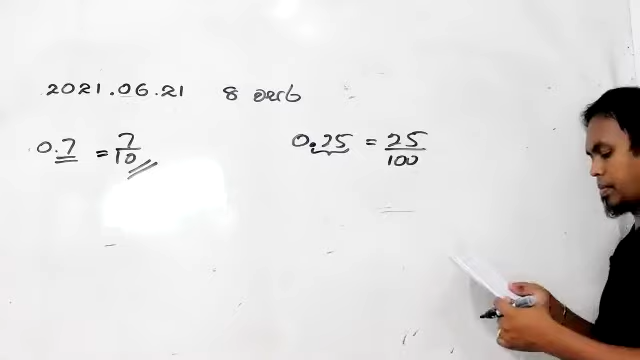 2021.06.21 8
0.7 = 7/10
0.25 = 25/100